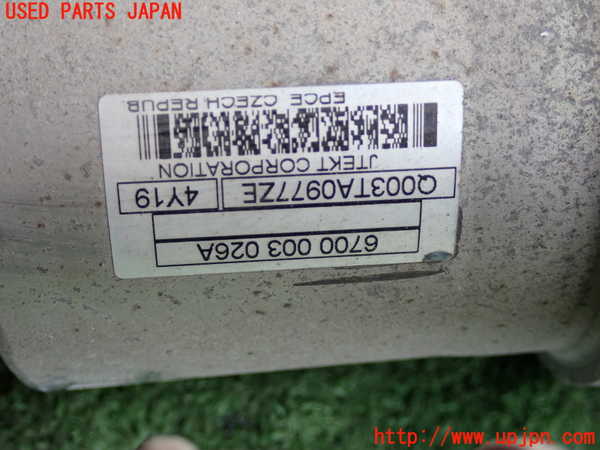 USED PARTS JAPAN
6700 003 026A
Q003TA0977ZE 4Y19
JTEKT CORPORATION
EPCE CZECH REPUB
http://www.upjpn.com/